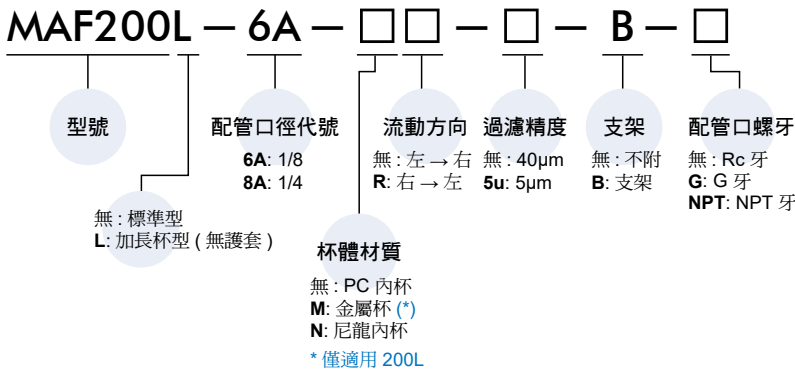 MAF200L – 6A – □□ – □ – B – □
型號
配管口徑代號
6A: 1/8
8A: 1/4
流動方向
無 : 左 → 右
R: 右 → 左
過濾精度
無 : 40μm
5u: 5μm
支架
無 : 不附
B: 支架
配管口螺牙
無 : Rc 牙
G: G 牙
NPT: NPT 牙
無 : 標準型
L: 加長杯型 ( 無護套 )
杯體材質
無 : PC 內杯
M: 金屬杯 (*)
N: 尼龍內杯
* 僅適用 200L